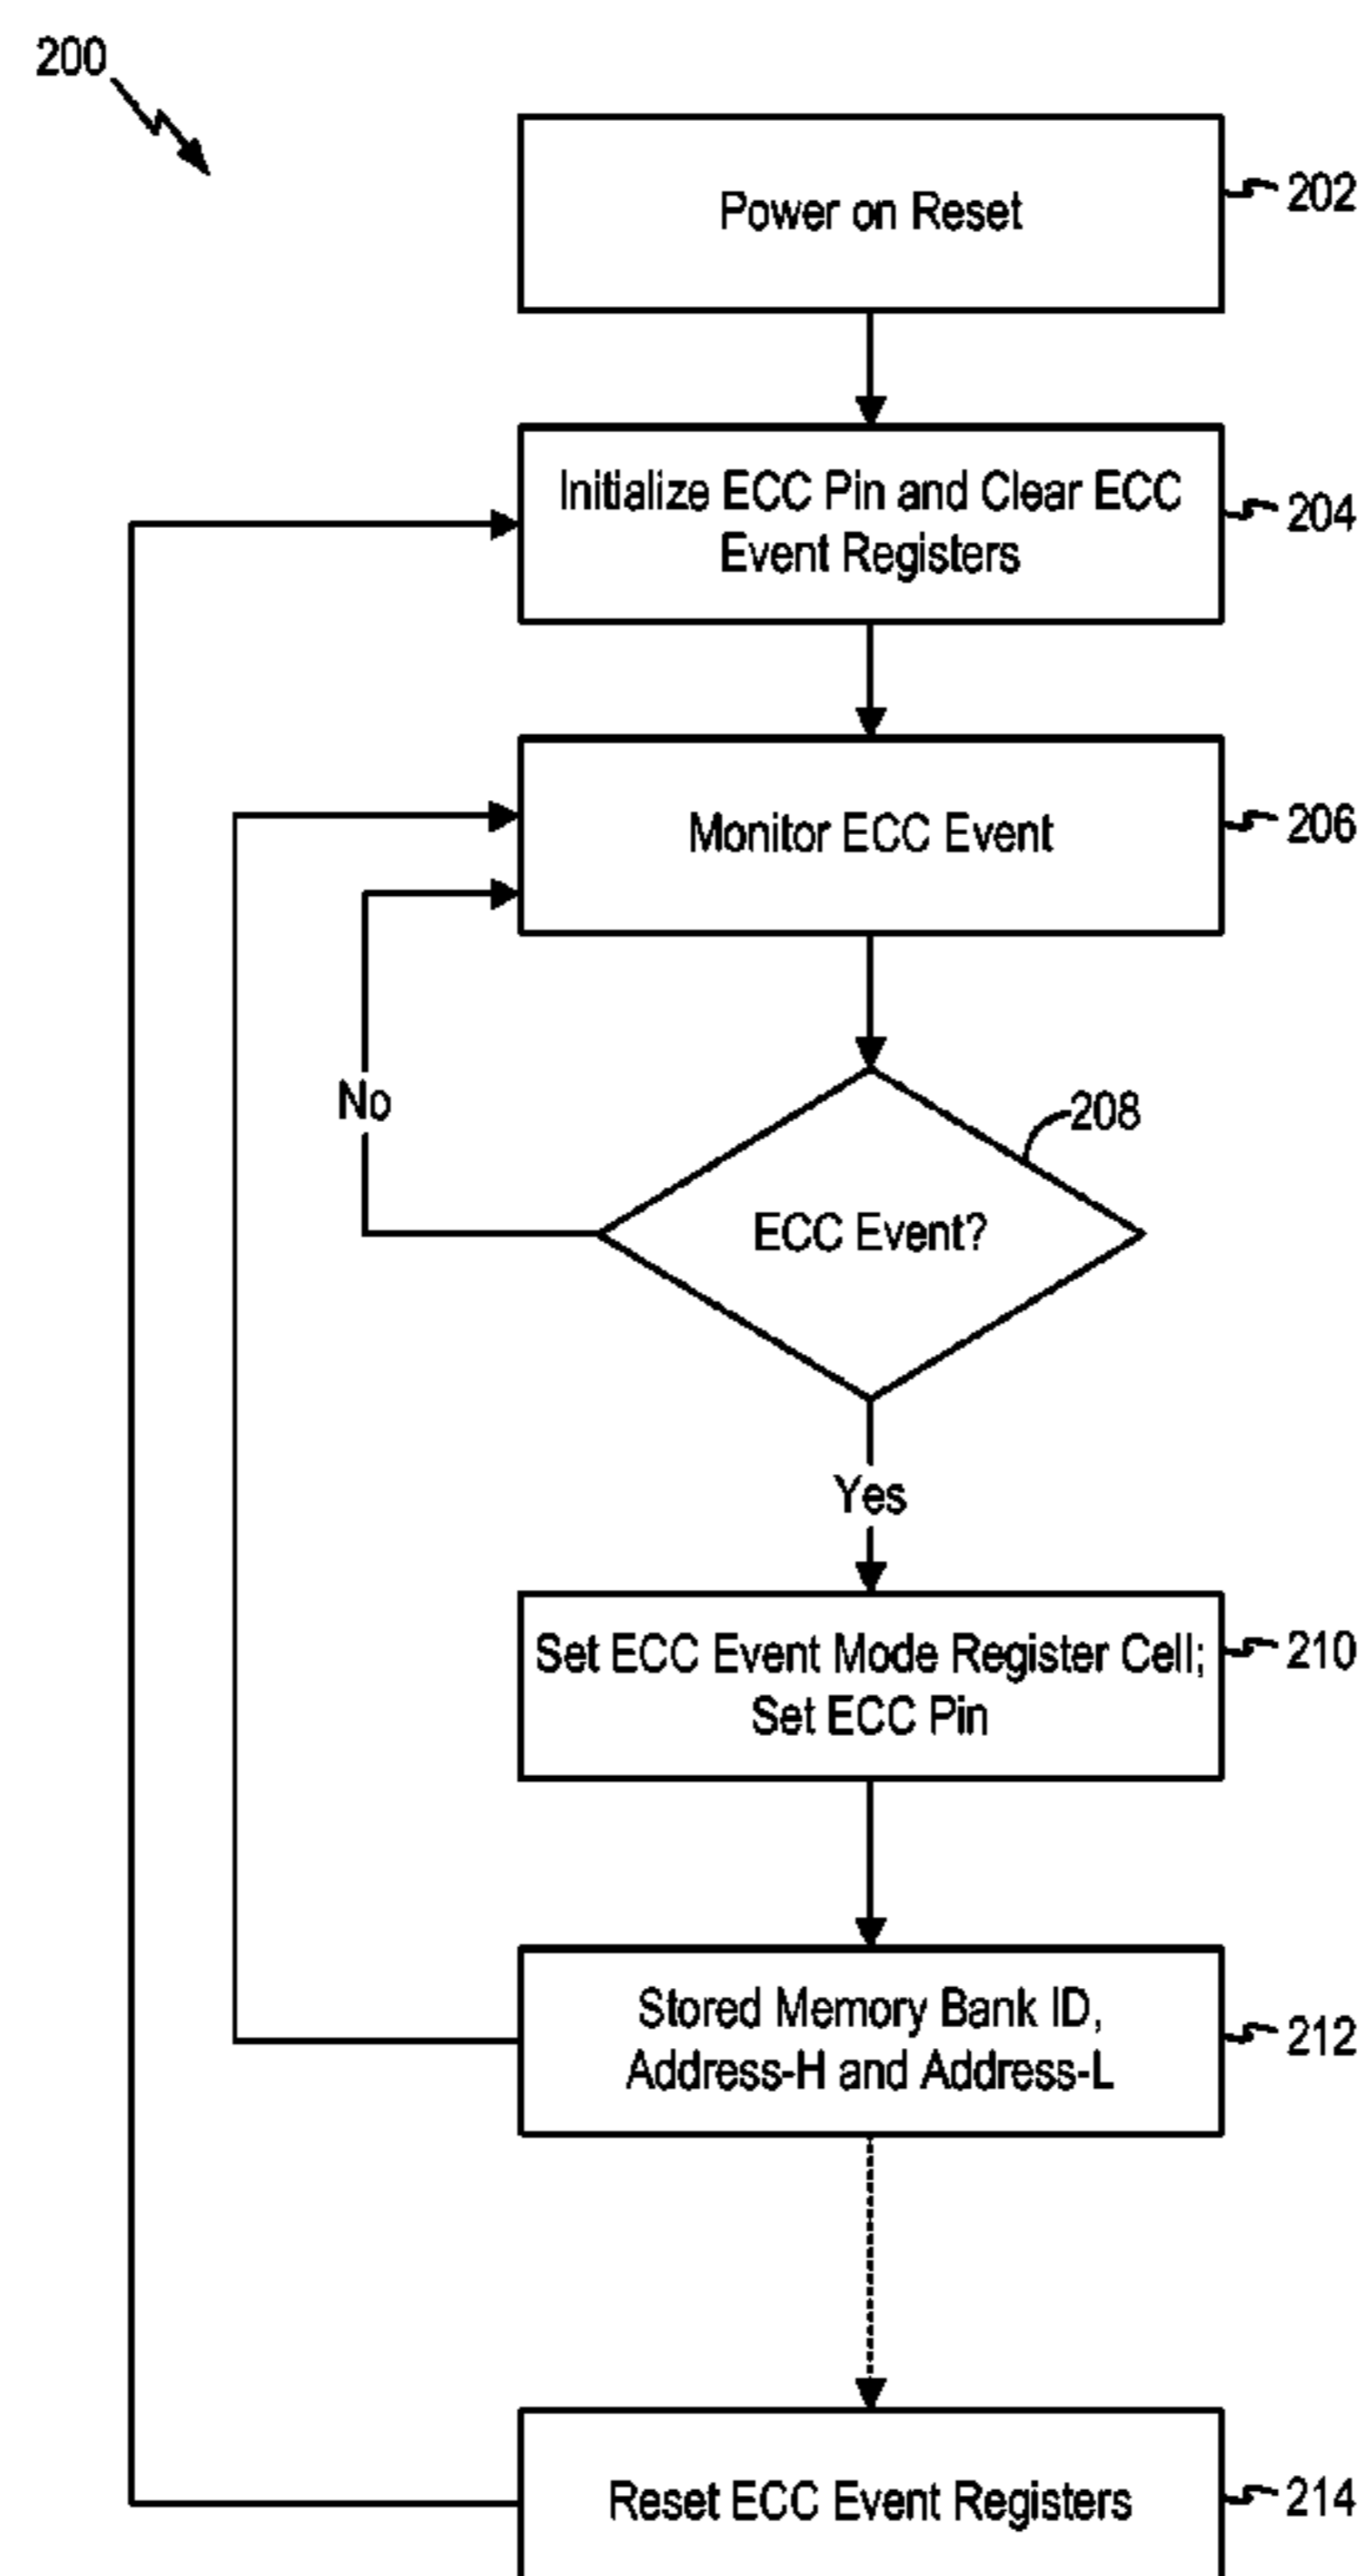 200
Power on Reset
202
Initialize ECC Pin and Clear ECC
Event Registers
204
Monitor ECC Event
206
No
208
ECC Event?
Yes
Set ECC Event Mode Register Cell;
Set ECC Pin
210
Stored Memory Bank ID,
Address-H and Address-L
212
Reset ECC Event Registers
214